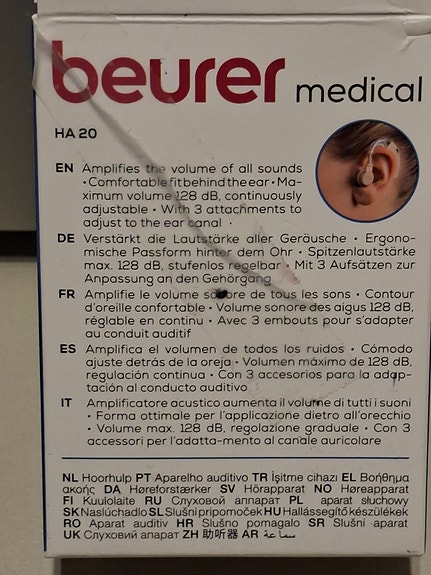 beurer medical
HA 20
EN Amplifies the volume of all sounds
• Comfortable fit behind the ear • Ma-
ximum volume 128 dB, continuously
adjustable • With 3 attachments to
adjust to the ear canal •
DE Verstärkt die Lautstärke aller Geräusche • Ergono-
mische Passform hinter dem Ohr • Spitzenlautstärke
max. 128 dB, stufenlos regelbar • Mit 3 Aufsätzen zur
Anpassung an den Gehörgang
FR Amplifie le volume sonore de tous les sons • Contour
d'oreille confortable • Volume sonore des aigus 128 dB,
réglable en continu • Avec 3 embouts pour s'adapter
au conduit auditif
ES Amplifica el volumen de todos los ruidos • Cómodo
ajuste detrás de la oreja • Volumen máximo de 128 dB,
regulación continua • Con 3 accesorios para la adap-
tación al conducto auditivo
IT Amplificatore acustico aumenta il volume di tutti i suoni
• Forma ottimale per l'applicazione dietro all'orecchio
• Volume max. 128 dB, regolazione graduale • Con 3
accessori per l'adatta-mento al canale auricolare
NL Hoorhulp PT Aparelho auditivo TR İşitme cihazı EL Βοήθημα
ακοής DA Høreforstærker SV Hörapparat NO Høreapparat
FI Kuulolaite RU Слуховой аппарат PL aparat słuchowy
SK Naslúchadlo SL Slušni pripomoček HU Hallássegítő készülékek
RO Aparat auditiv HR Slušno pomagalo SR Slušni aparat
UK Слуховий апарат ZH 助听器 AR سماعة